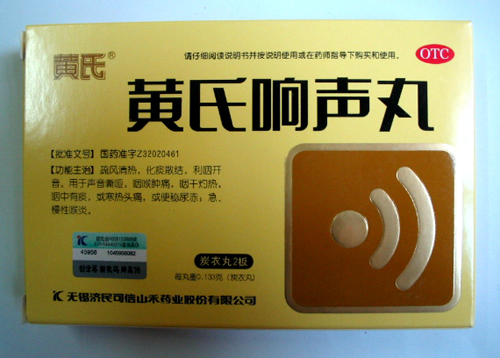 黄氏®
请仔细阅读说明书并按说明使用或在药师指导下购买和使用。
OTC
黄氏响声丸
【批准文号】国药准字Z32020461
【功能主治】疏风清热，化痰散结，利咽开
音。用于声音嘶哑，咽喉肿痛，咽干灼热，
咽中有痰，或寒热头痛，或便秘尿赤；急、
慢性喉炎。
炭衣丸2板
每丸重0.133克（炭衣丸）
无锡济民可信山禾药业股份有限公司